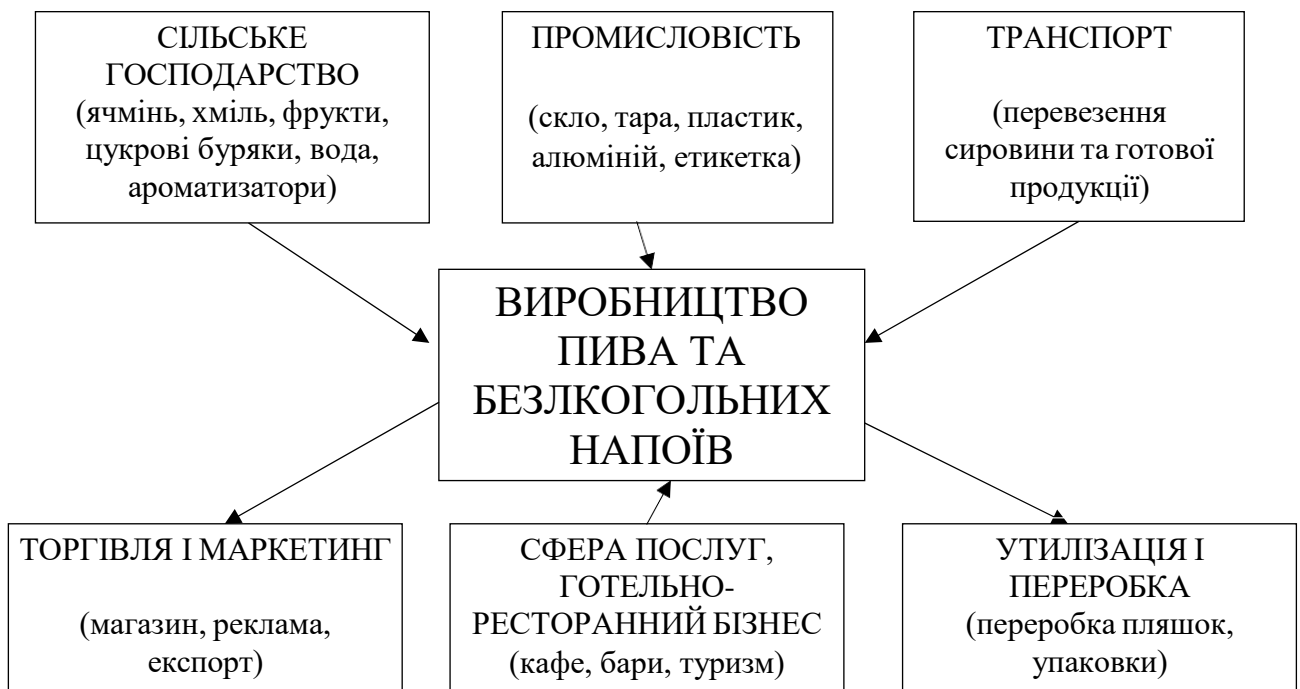 СІЛЬСЬКЕ
ГОСПОДАРСТВО
(ячмінь, хміль, фрукти,
цукрові буряки, вода,
ароматизатори)
ПРОМИСЛОВІСТЬ
(скло, тара, пластик,
алюміній, етикетка)
ТРАНСПОРТ
(перевезення
сировини та готової
продукції)
ВИРОБНИЦТВО
ПИВА ТА
БЕЗЛКОГОЛЬНИХ
НАПОЇВ
ТОРГІВЛЯ І МАРКЕТИНГ
(магазин, реклама,
експорт)
СФЕРА ПОСЛУГ,
ГОТЕЛЬНО-
РЕСТОРАННИЙ БІЗНЕС
(кафе, бари, туризм)
УТИЛІЗАЦІЯ І
ПЕРЕРОБКА
(переробка пляшок,
упаковки)